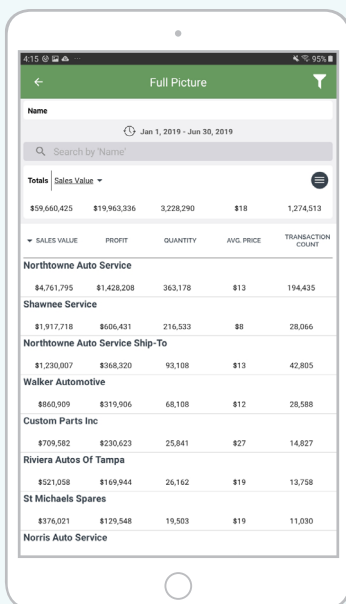 4:15
95%
Full Picture
Name
Jan 1, 2019 - Jun 30, 2019
Search by 'Name'
Totals Sales Value
$59,660,425 $19,963,336 3,228,290 $18 1,274,513
SALES VALUE PROFIT QUANTITY AVG. PRICE TRANSACTION COUNT
Northtowne Auto Service
$4,761,795 $1,428,208 363,178 $13 194,435
Shawnee Service
$1,917,718 $606,431 216,533 $8 28,066
Northtowne Auto Service Ship-To
$1,230,007 $368,320 93,108 $13 42,805
Walker Automotive
$860,909 $319,906 68,108 $12 28,588
Custom Parts Inc
$709,582 $230,623 25,841 $27 14,827
Riviera Autos Of Tampa
$521,058 $169,944 26,162 $19 13,758
St Michaels Spares
$376,021 $129,548 19,503 $19 11,030
Norris Auto Service